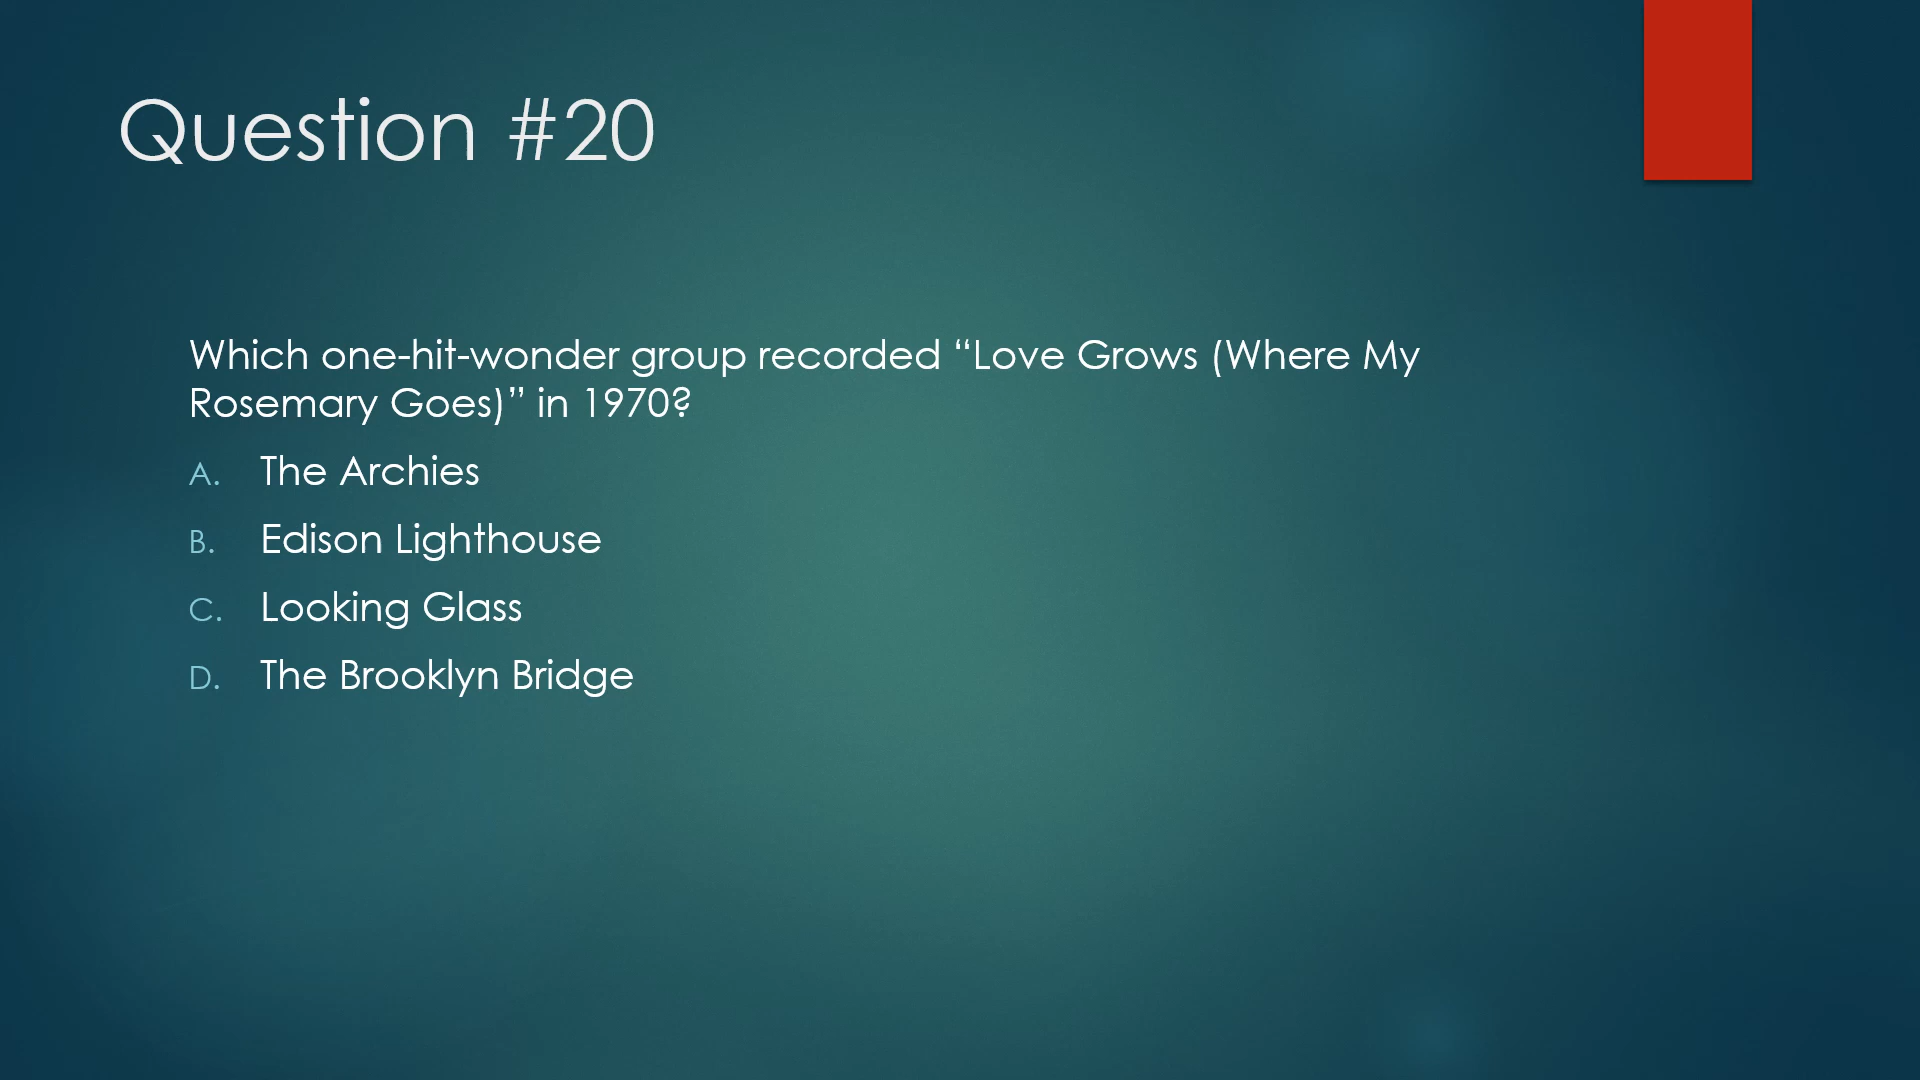 Question #20
Which one-hit-wonder group recorded “Love Grows (Where My
Rosemary Goes)” in 1970?
A. The Archies
B. Edison Lighthouse
C. Looking Glass
D. The Brooklyn Bridge